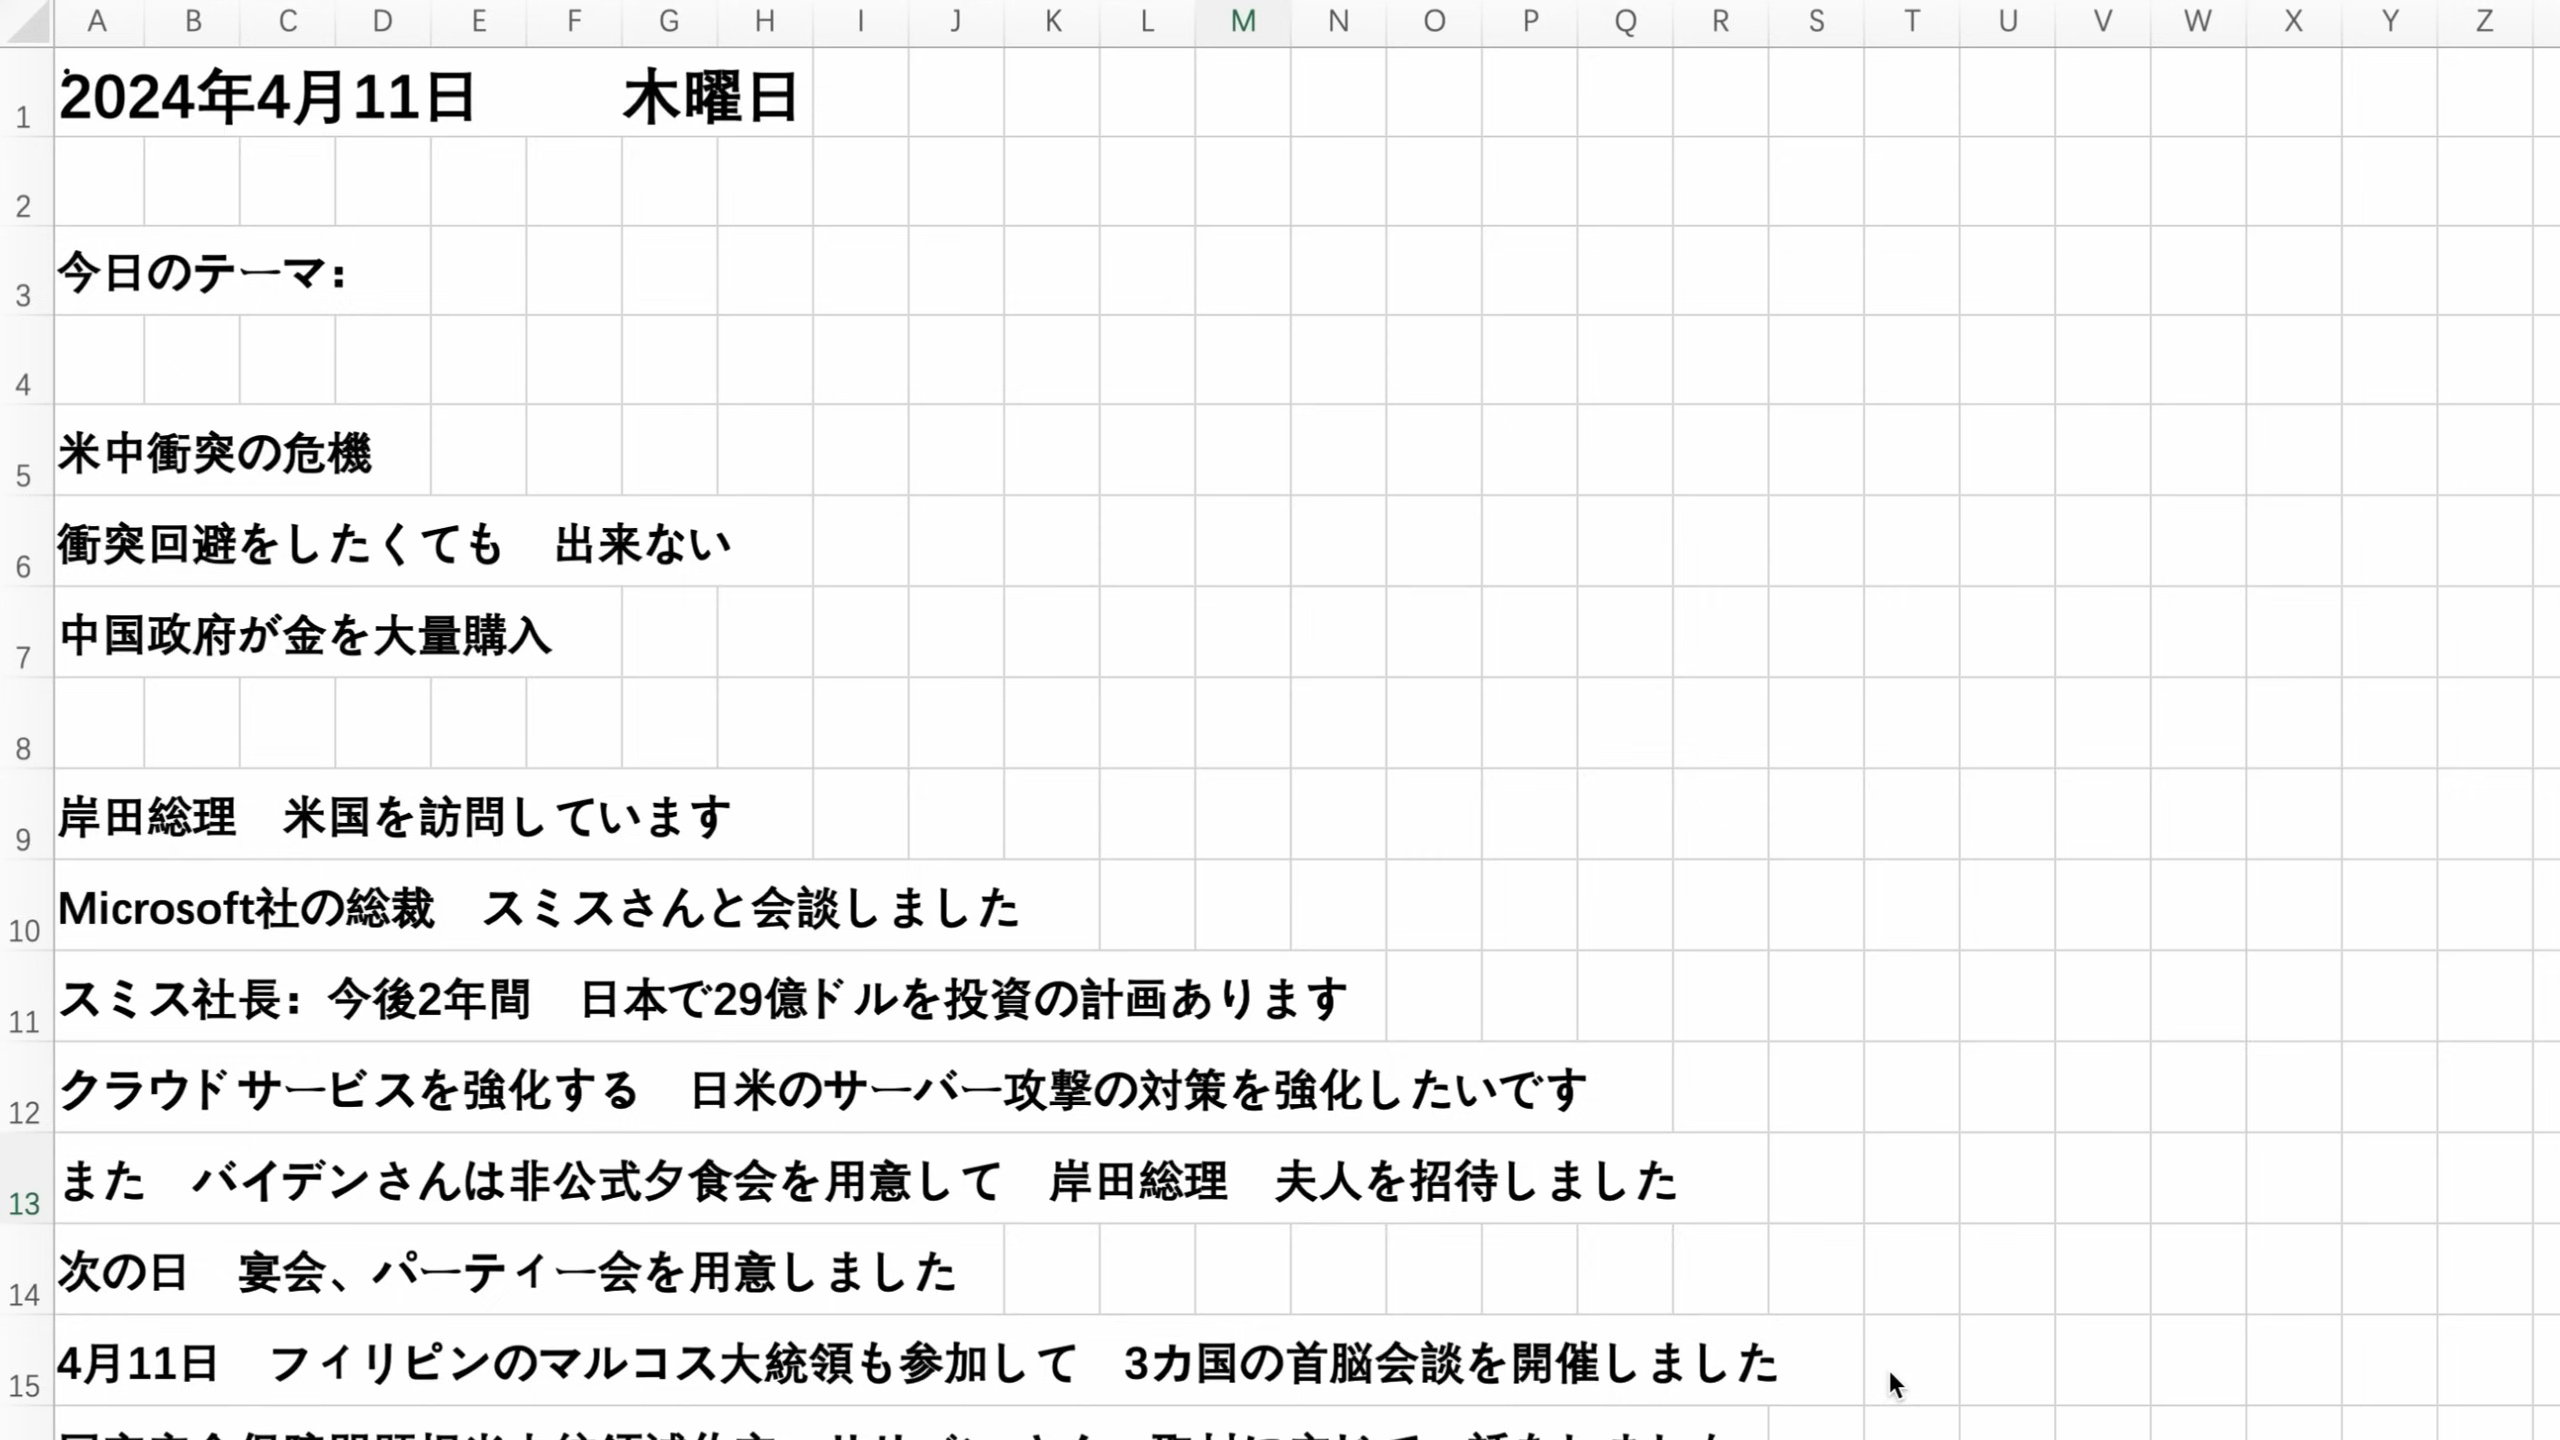 A B C D E F G H I J K L M N O P Q R S T U V W X Y Z
1 2024年4月11日　木曜日
2
3 今日のテーマ：
4
5 米中衝突の危機
6 衝突回避をしたくても　出来ない
7 中国政府が金を大量購入
8
9 岸田総理　米国を訪問しています
10 Microsoft社の総裁　スミスさんと会談しました
11 スミス社長：今後2年間　日本で29億ドルを投資の計画あります
12 クラウドサービスを強化する　日米のサーバー攻撃の対策を強化したいです
13 また　バイデンさんは非公式夕食会を用意して　岸田総理　夫人を招待しました
14 次の日　宴会、パーティー会を用意しました
15 4月11日　フィリピンのマルコス大統領も参加して　3カ国の首脳会談を開催しました